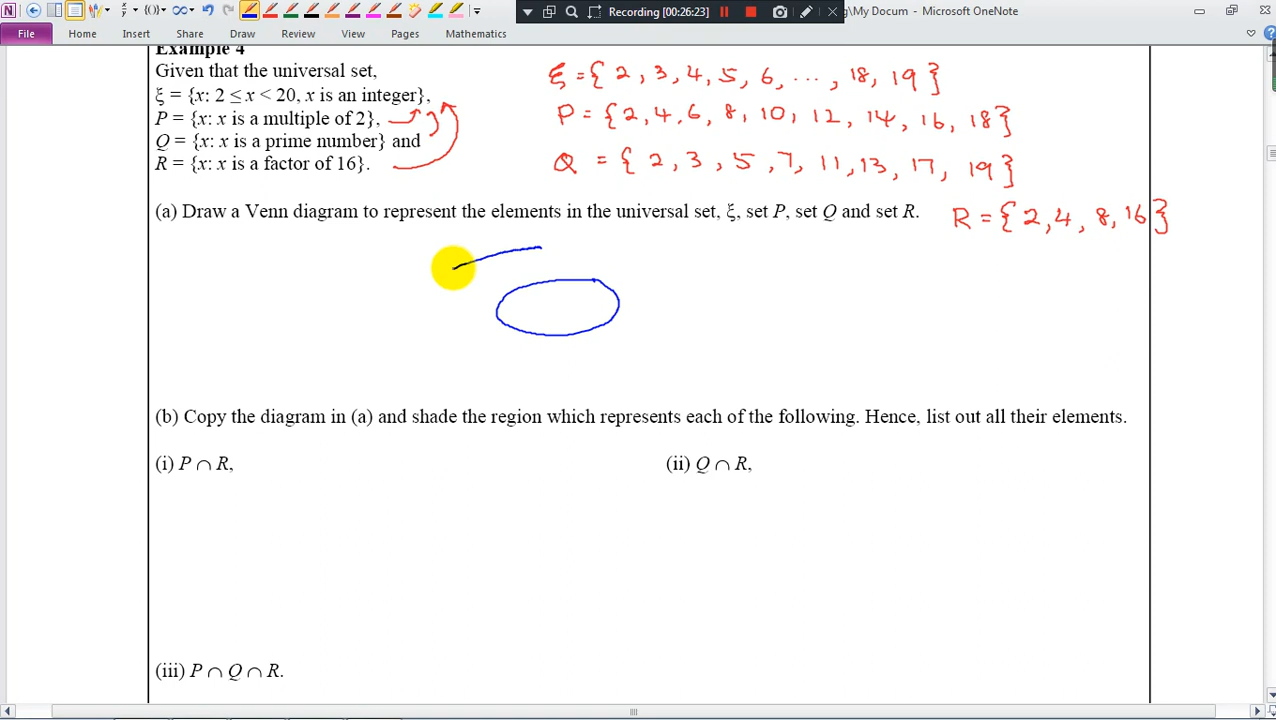 Recording [00:26:23]
g\My Docum - Microsoft OneNote
File Home Insert Share Draw Review View Pages Mathematics
Example 4
Given that the universal set,
ξ = {x: 2 ≤ x < 20, x is an integer},
P = {x: x is a multiple of 2},
Q = {x: x is a prime number} and
R = {x: x is a factor of 16}.
ξ = { 2, 3, 4, 5, 6, ..., 18, 19 }
P = {2, 4, 6, 8, 10, 12, 14, 16, 18}
Q = { 2, 3, 5, 7, 11, 13, 17, 19 }
(a) Draw a Venn diagram to represent the elements in the universal set, ξ, set P, set Q and set R.
R = { 2, 4, 8, 16 }
(b) Copy the diagram in (a) and shade the region which represents each of the following. Hence, list out all their elements.
(i) P ∩ R,
(ii) Q ∩ R,
(iii) P ∩ Q ∩ R.